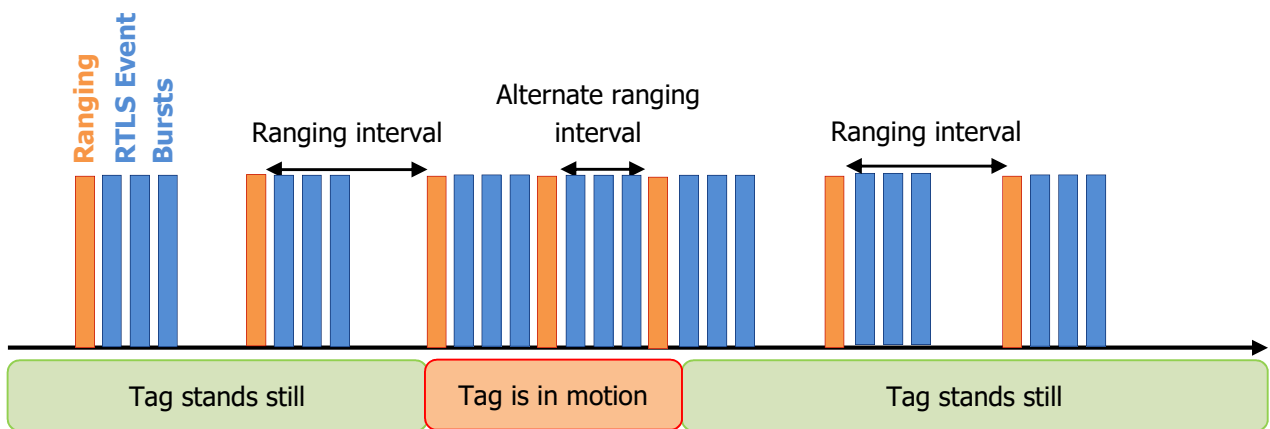 Ranging
RTLS Event
Bursts
Ranging interval
Alternate ranging
interval
Ranging interval
Tag stands still
Tag is in motion
Tag stands still